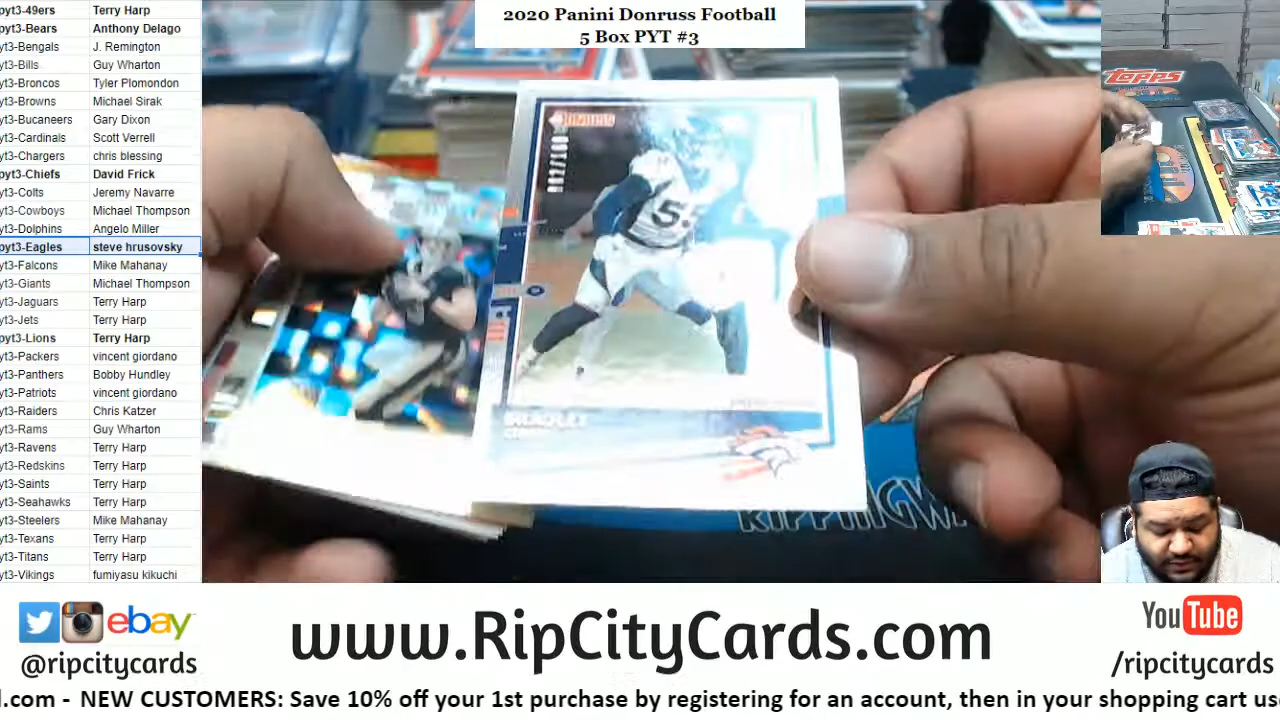 2020 Panini Donruss Football
5 Box PYT #3
pyt3-49ers Terry Harp
pyt3-Bears Anthony Delago
yt3-Bengals J. Remington
yt3-Bills Guy Wharton
yt3-Broncos Tyler Plomondon
yt3-Browns Michael Sirak
yt3-Bucaneers Gary Dixon
yt3-Cardinals Scott Verrell
yt3-Chargers chris blessing
pyt3-Chiefs David Frick
yt3-Colts Jeremy Navarre
yt3-Cowboys Michael Thompson
yt3-Dolphins Angelo Miller
pyt3-Eagles steve hrusovsky
yt3-Falcons Mike Mahanay
yt3-Giants Michael Thompson
yt3-Jaguars Terry Harp
yt3-Jets Terry Harp
yt3-Lions Terry Harp
yt3-Packers vincent giordano
yt3-Panthers Bobby Hundley
yt3-Patriots vincent giordano
yt3-Raiders Chris Katzer
yt3-Rams Guy Wharton
yt3-Ravens Terry Harp
yt3-Redskins Terry Harp
yt3-Saints Terry Harp
yt3-Seahawks Terry Harp
yt3-Steelers Mike Mahanay
yt3-Texans Terry Harp
yt3-Titans Terry Harp
yt3-Vikings fumiyasu kikuchi
DONRUSS
BRADLEY
Topps
ebay
@ripcitycards
www.RipCityCards.com
YouTube
/ripcitycards
l.com - NEW CUSTOMERS: Save 10% off your 1st purchase by registering for an account, then in your shopping cart us